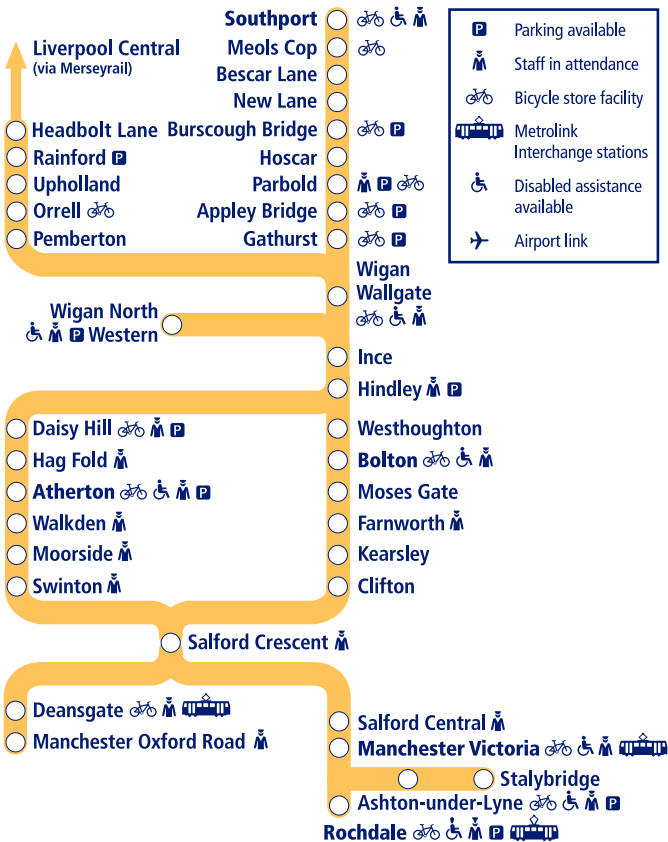 Southport
Meols Cop
Bescar Lane
New Lane
Burscough Bridge
Hoscar
Parbold
Appley Bridge
Gathurst
Liverpool Central
(via Merseyrail)
Headbolt Lane
Rainford P
Upholland
Orrell
Pemberton
P Parking available
Staff in attendance
Bicycle store facility
Metrolink
Interchange stations
Disabled assistance
available
Airport link
P
P
P
P
Wigan
Wallgate
Wigan North
P Western
Ince
Hindley P
Daisy Hill P
Hag Fold
Atherton P
Walkden
Moorside
Swinton
Westhoughton
Bolton
Moses Gate
Farnworth
Kearsley
Clifton
Salford Crescent
Deansgate
Manchester Oxford Road
Salford Central
Manchester Victoria
Stalybridge
Ashton-under-Lyne P
Rochdale P